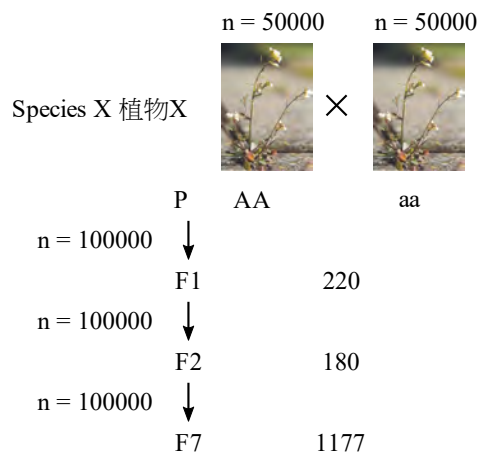 n = 50000 n = 50000
Species X 植物X ×
P AA aa
n = 100000
F1 220
n = 100000
F2 180
n = 100000
F7 1177